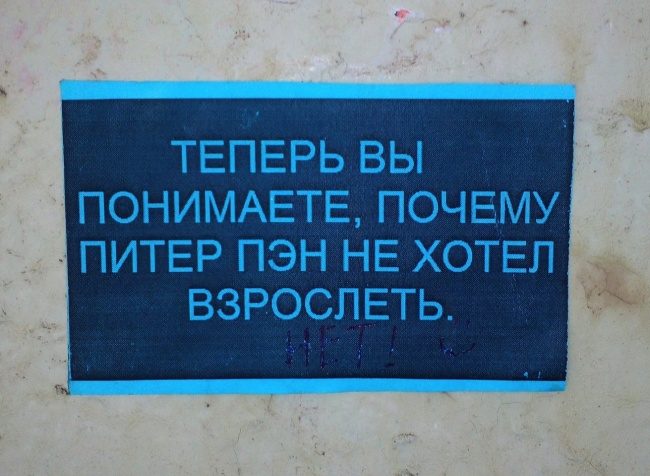 ТЕПЕРЬ ВЫ
ПОНИМАЕТЕ, ПОЧЕМУ
ПИТЕР ПЭН НЕ ХОТЕЛ
ВЗРОСЛЕТЬ.
НЕТ!